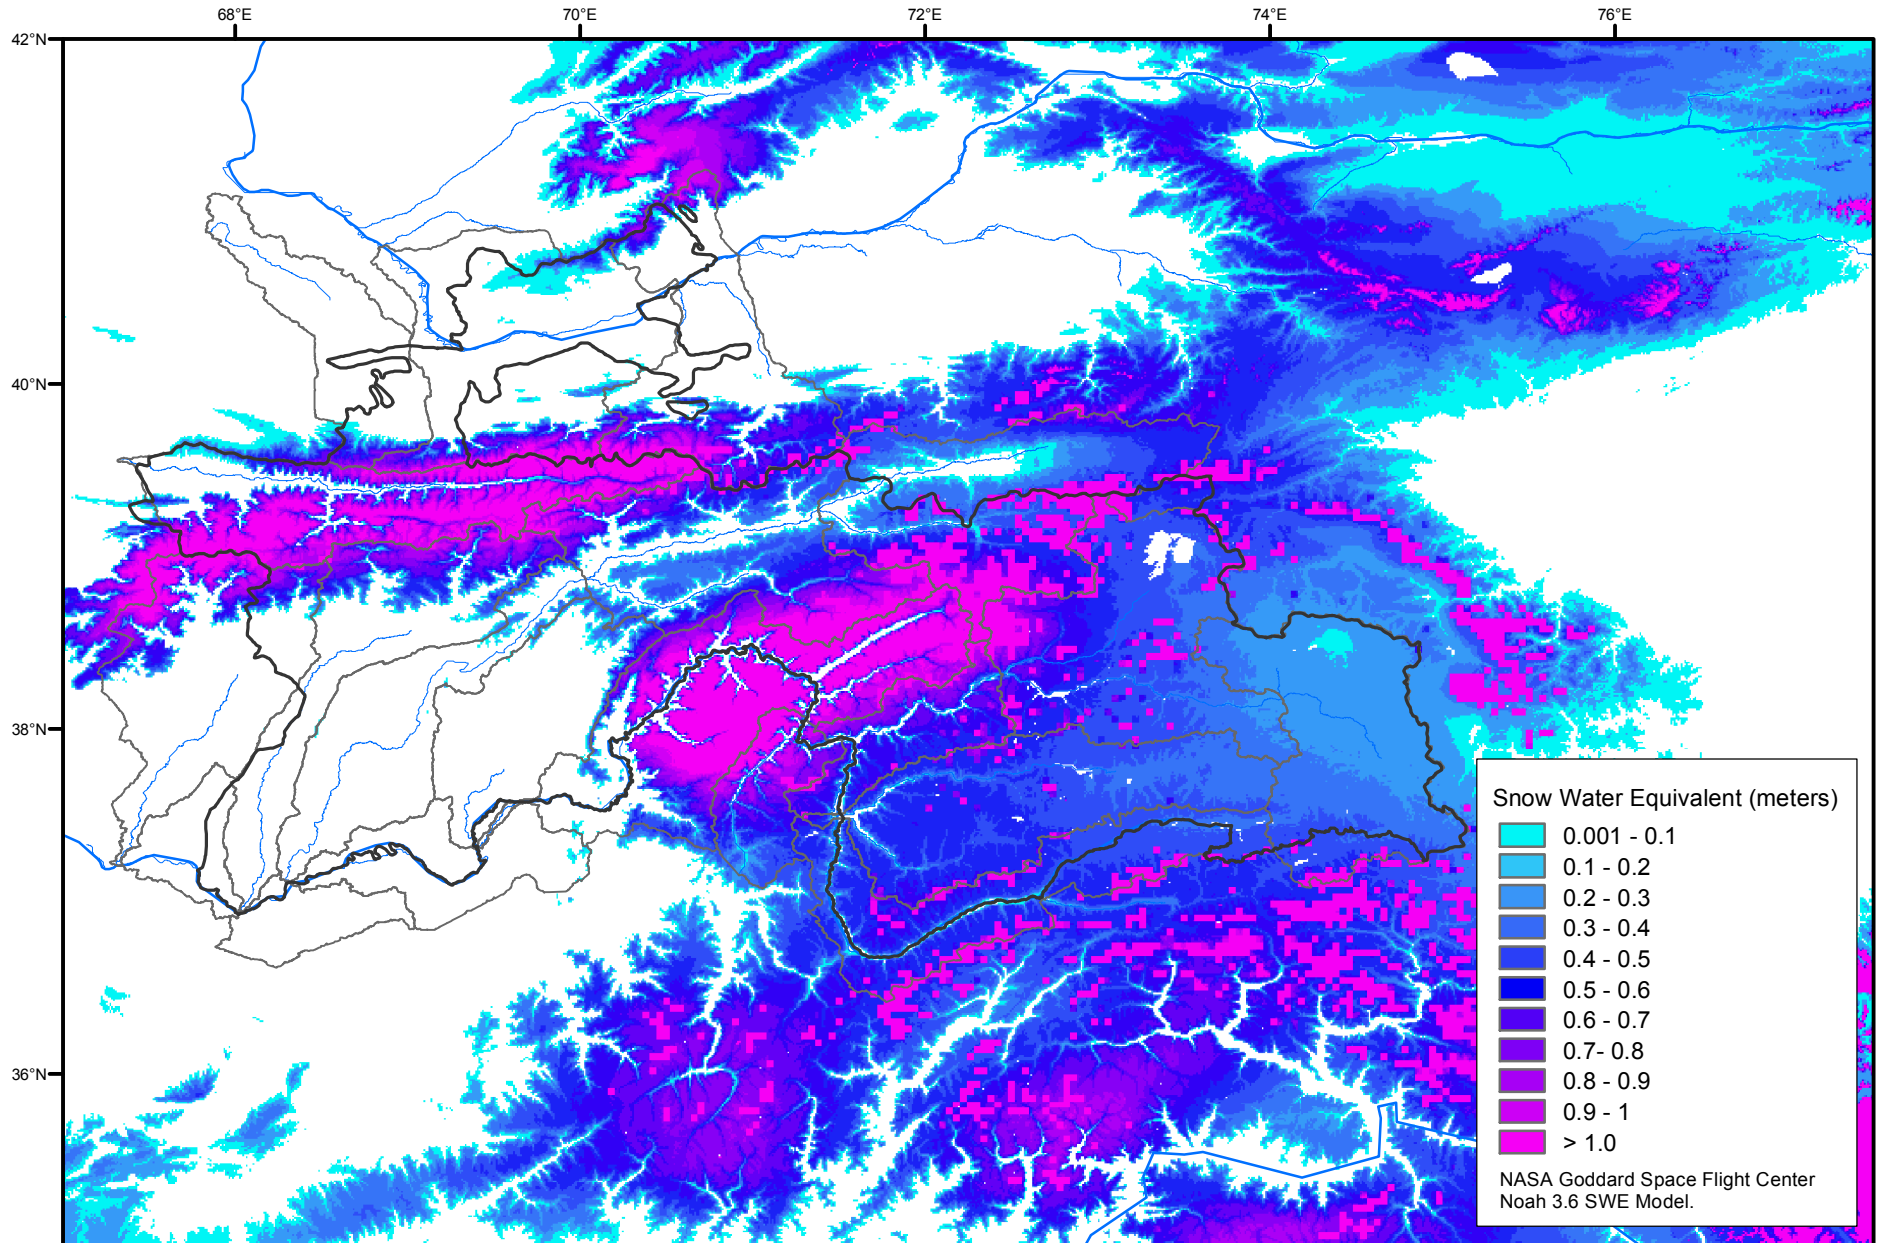 68°E
70°E
72°E
74°E
76°E
42°N
40°N
38°N
36°N
Snow Water Equivalent (meters)
0.001 - 0.1
0.1 - 0.2
0.2 - 0.3
0.3 - 0.4
0.4 - 0.5
0.5 - 0.6
0.6 - 0.7
0.7- 0.8
0.8 - 0.9
0.9 - 1
> 1.0
NASA Goddard Space Flight Center
Noah 3.6 SWE Model.